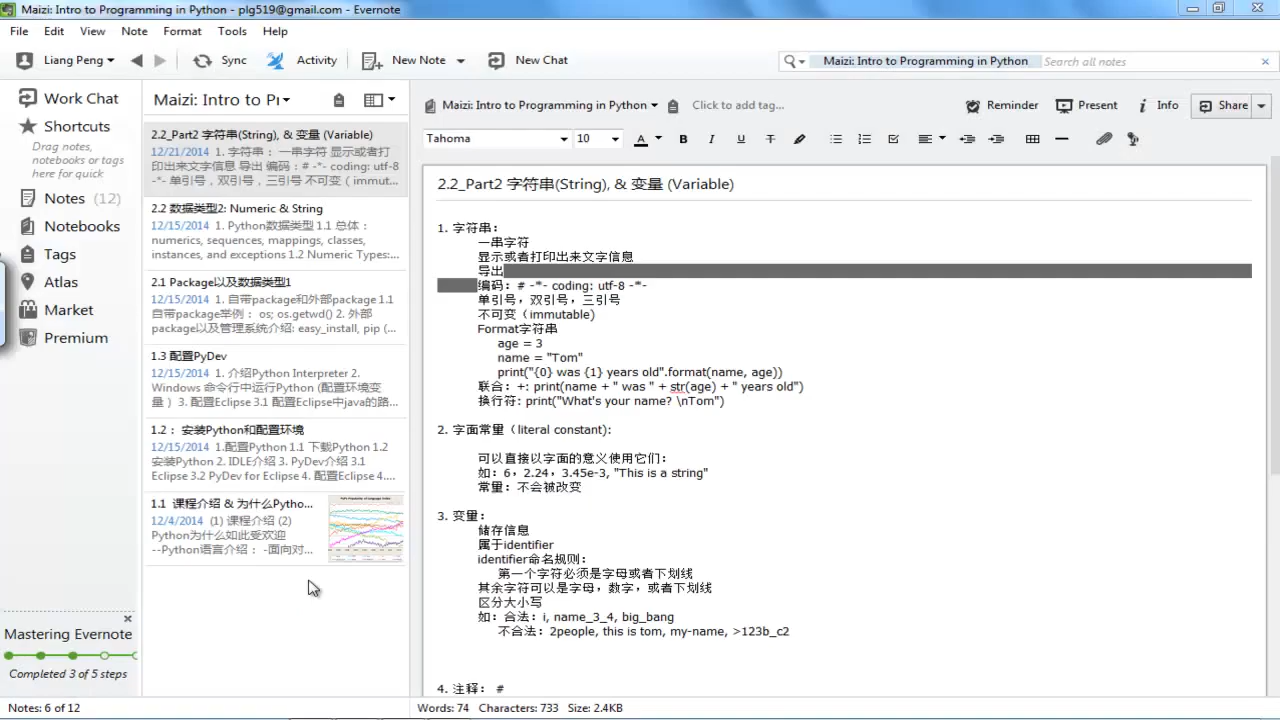 Maizi: Intro to Programming in Python - plg519@gmail.com - Evernote
File Edit View Note Format Tools Help
Liang Peng Sync Activity New Note New Chat Maizi: Intro to Programming in Python Search all notes
Work Chat
Shortcuts
Drag notes,
notebooks or tags
here for quick
Notes (12)
Notebooks
Tags
Atlas
Market
Premium
Mastering Evernote
Completed 3 of 5 steps
Maizi: Intro to
2.2_Part2 字符串(String), & 变量 (Variable)
12/21/2014 1. 字符串： 一串字符 显示或者打
印出来文字信息 导出 编码：# -*- coding: utf-8
-*- 单引号，双引号，三引号 不可变（immut...
2.2 数据类型2: Numeric & String
12/15/2014 1. Python数据类型 1.1 总体：
numerics, sequences, mappings, classes,
instances, and exceptions 1.2 Numeric Types:...
2.1 Package以及数据类型1
12/15/2014 1. 自带package和外部package 1.1
自带package举例： os; os.getwd() 2. 外部
package以及管理系统介绍: easy_install, pip (...
1.3 配置PyDev
12/15/2014 1. 介绍Python Interpreter 2.
Windows 命令行中运行Python (配置环境变
量 ）3. 配置Eclipse 3.1 配置Eclipse中java的路...
1.2： 安装Python和配置环境
12/15/2014 1.配置Python 1.1 下载Python 1.2
安装Python 2. IDLE介绍 3. PyDev介绍 3.1
Eclipse 3.2 PyDev for Eclipse 4. 配置Eclipse 4....
1.1 课程介绍 & 为什么Pytho...
12/4/2014 (1) 课程介绍 (2)
Python为什么如此受欢迎
--Python语言介绍： -面向对...
Maizi: Intro to Programming in Python Click to add tag... Reminder Present Info Share
Tahoma 10 A B I T
2.2_Part2 字符串(String), & 变量 (Variable)
1. 字符串：
一串字符
显示或者打印出来文字信息
导出
编码：# -*- coding: utf-8 -*-
单引号，双引号，三引号
不可变（immutable)
Format字符串
age = 3
name = "Tom"
print("{0} was {1} years old".format(name, age))
联合：+: print(name + " was " + str(age) + " years old")
换行符: print("What's your name? \nTom")
2. 字面常量（literal constant):
可以直接以字面的意义使用它们：
如：6，2.24，3.45e-3, "This is a string"
常量：不会被改变
3. 变量：
储存信息
属于identifier
identifier命名规则：
第一个字符必须是字母或者下划线
其余字符可以是字母，数字，或者下划线
区分大小写
如：合法：i, name_3_4, big_bang
不合法：2people, this is tom, my-name, >123b_c2
4. 注释： #
Notes: 6 of 12
Words: 74 Characters: 733 Size: 2.4KB